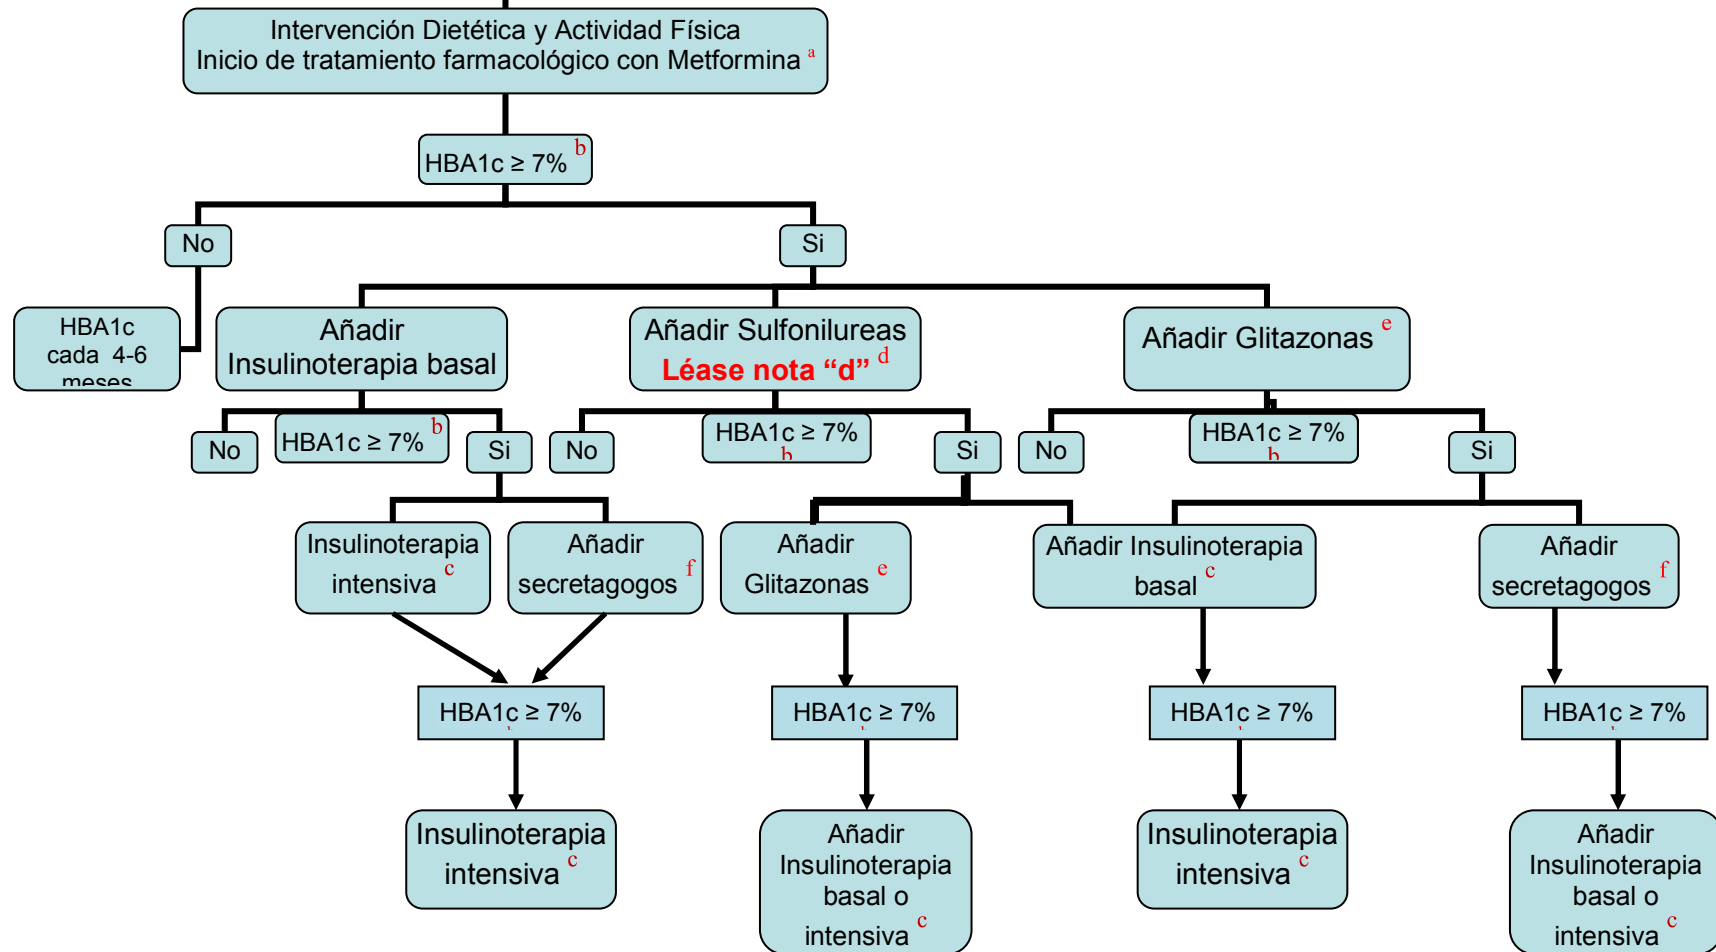 Intervención Dietética y Actividad Física
Inicio de tratamiento farmacológico con Metformina a
HBA1c ≥ 7% b
No
Si
HBA1c
cada 4-6
meses
Añadir
Insulinoterapia basal
Añadir Sulfonilureas
Léase nota “d” d
Añadir Glitazonas e
No
HBA1c ≥ 7% b
Si
No
HBA1c ≥ 7%
b
Si
No
HBA1c ≥ 7%
b
Si
Insulinoterapia
intensiva c
Añadir
secretagogos f
Añadir
Glitazonas e
Añadir Insulinoterapia
basal c
Añadir
secretagogos f
HBA1c ≥ 7%
HBA1c ≥ 7%
HBA1c ≥ 7%
HBA1c ≥ 7%
Insulinoterapia
intensiva c
Añadir
Insulinoterapia
basal o
intensiva c
Insulinoterapia
intensiva c
Añadir
Insulinoterapia
basal o
intensiva c